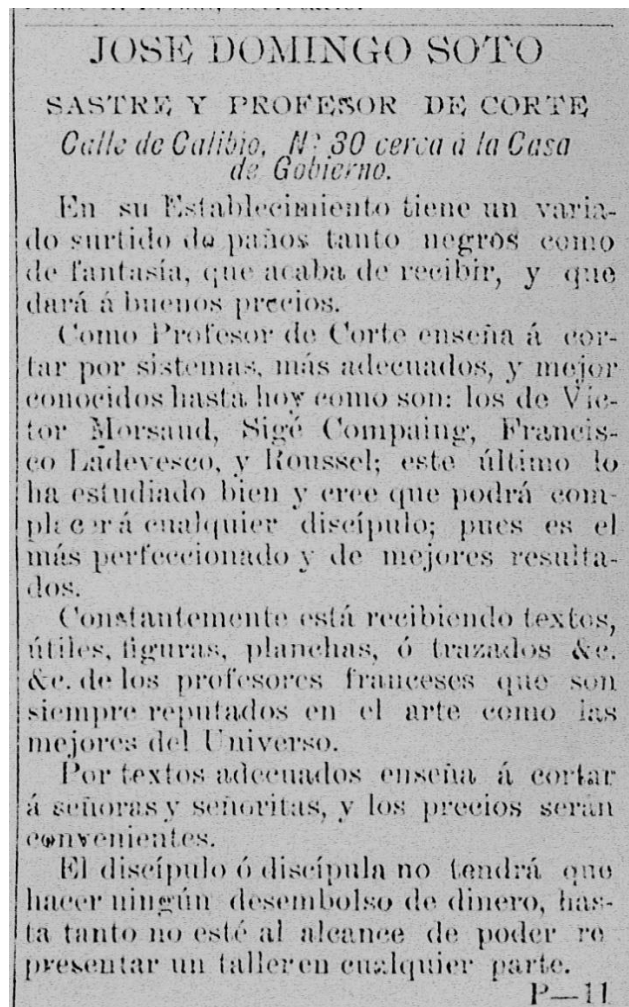 JOSE DOMINGO SOTO
SASTRE Y PROFESOR DE CORTE
Calle de Calibio, Nº 30 cerca á la Casa
de Gobierno.
En su Establecimiento tiene un varia-
do surtido de paños tanto negros como
de fantasía, que acaba de recibir, y que
dará á buenos precios.
Como Profesor de Corte enseña á cor-
tar por sistemas, más adecuados, y mejor
conocidos hasta hoy como son: los de Víc-
tor Morsaud, Sigé Compaing, Francis-
co Ladevesco, y Roussel; este último lo
ha estudiado bien y cree que podrá com-
placerá cualquier discípulo; pues es el
más perfeccionado y de mejores resulta-
dos.
Constantemente está recibiendo textos,
útiles, figuras, planchas, ó trazados &c.
&c. de los profesores franceses que son
siempre reputados en el arte como las
mejores del Universo.
Por textos adecuados enseña á cortar
á señoras y señoritas, y los precios serán
convenientes.
El discípulo ó discípula no tendrá que
hacer ningún desembolso de dinero, has-
ta tanto no esté al alcance de poder re
presentar un taller en cualquier parte.
P—11